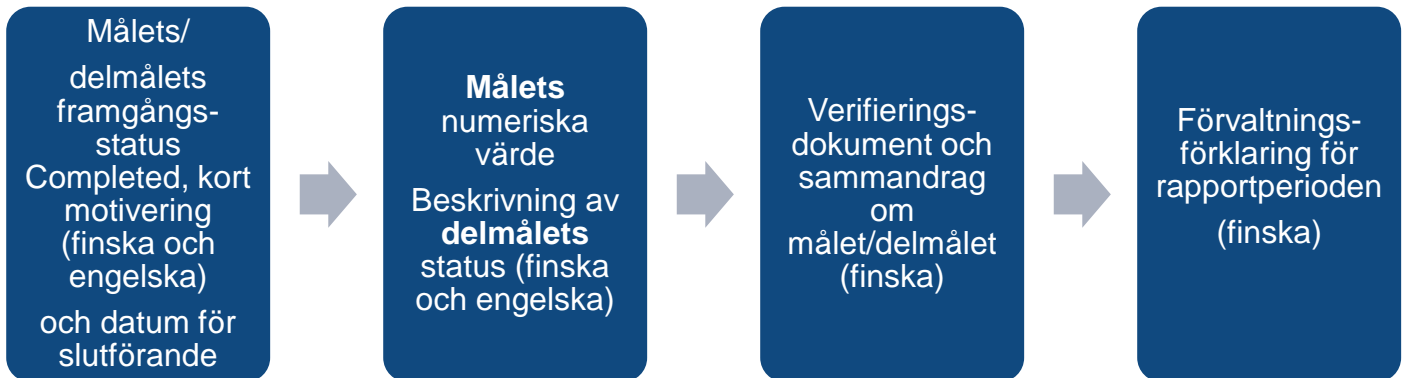 Målets/
delmålets
framgångs-
status
Completed, kort
motivering
(finska och
engelska)
och datum för
slutförande
Målets
numeriska
värde
Beskrivning av
delmålets
status (finska
och engelska)
Verifierings-
dokument och
sammandrag
om
målet/delmålet
(finska)
Förvaltnings-
förklaring för
rapportperioden
(finska)